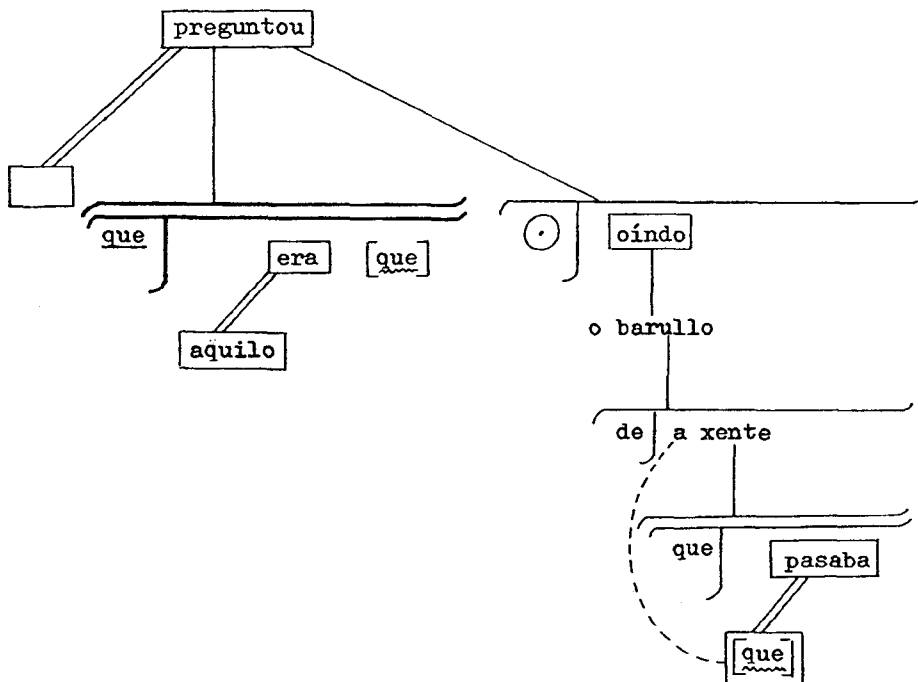 preguntou
que
oíndo
era [que]
aquilo
o barullo
de a xente
que
pasaba
[que]